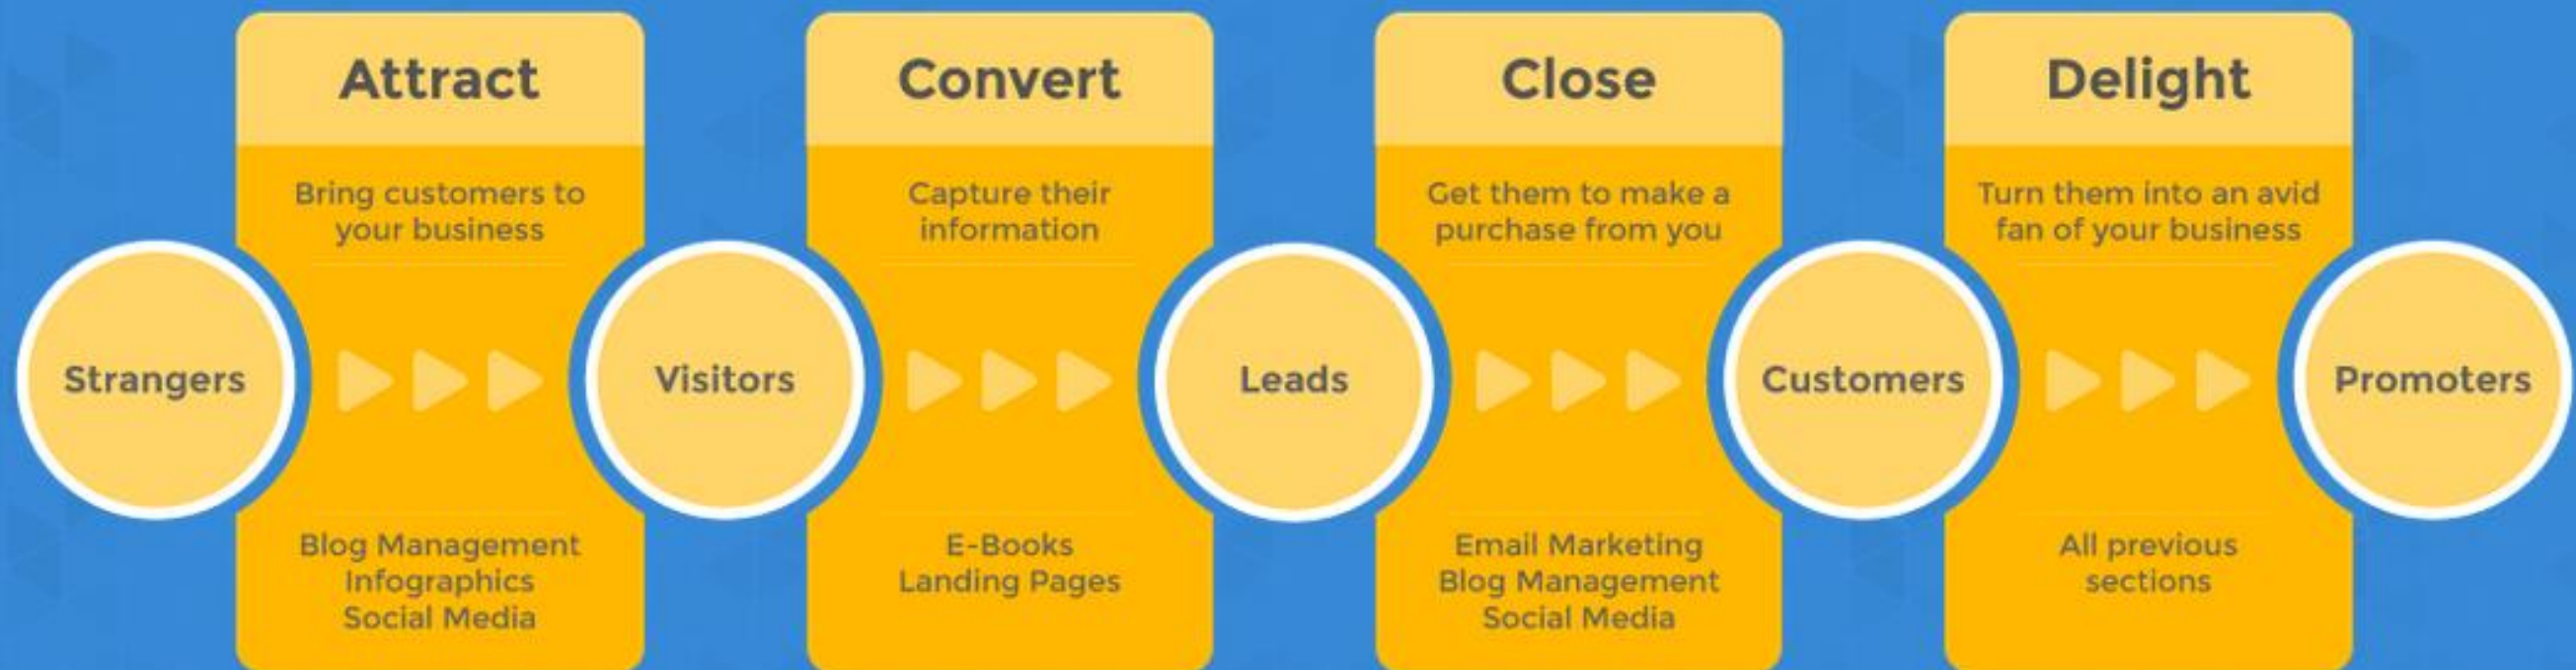 Attract
Bring customers to
your business
Strangers
Blog Management
Infographics
Social Media
Visitors
Convert
Capture their
information
E-Books
Landing Pages
Leads
Close
Get them to make a
purchase from you
Email Marketing
Blog Management
Social Media
Customers
Delight
Turn them into an avid
fan of your business
All previous
sections
Promoters